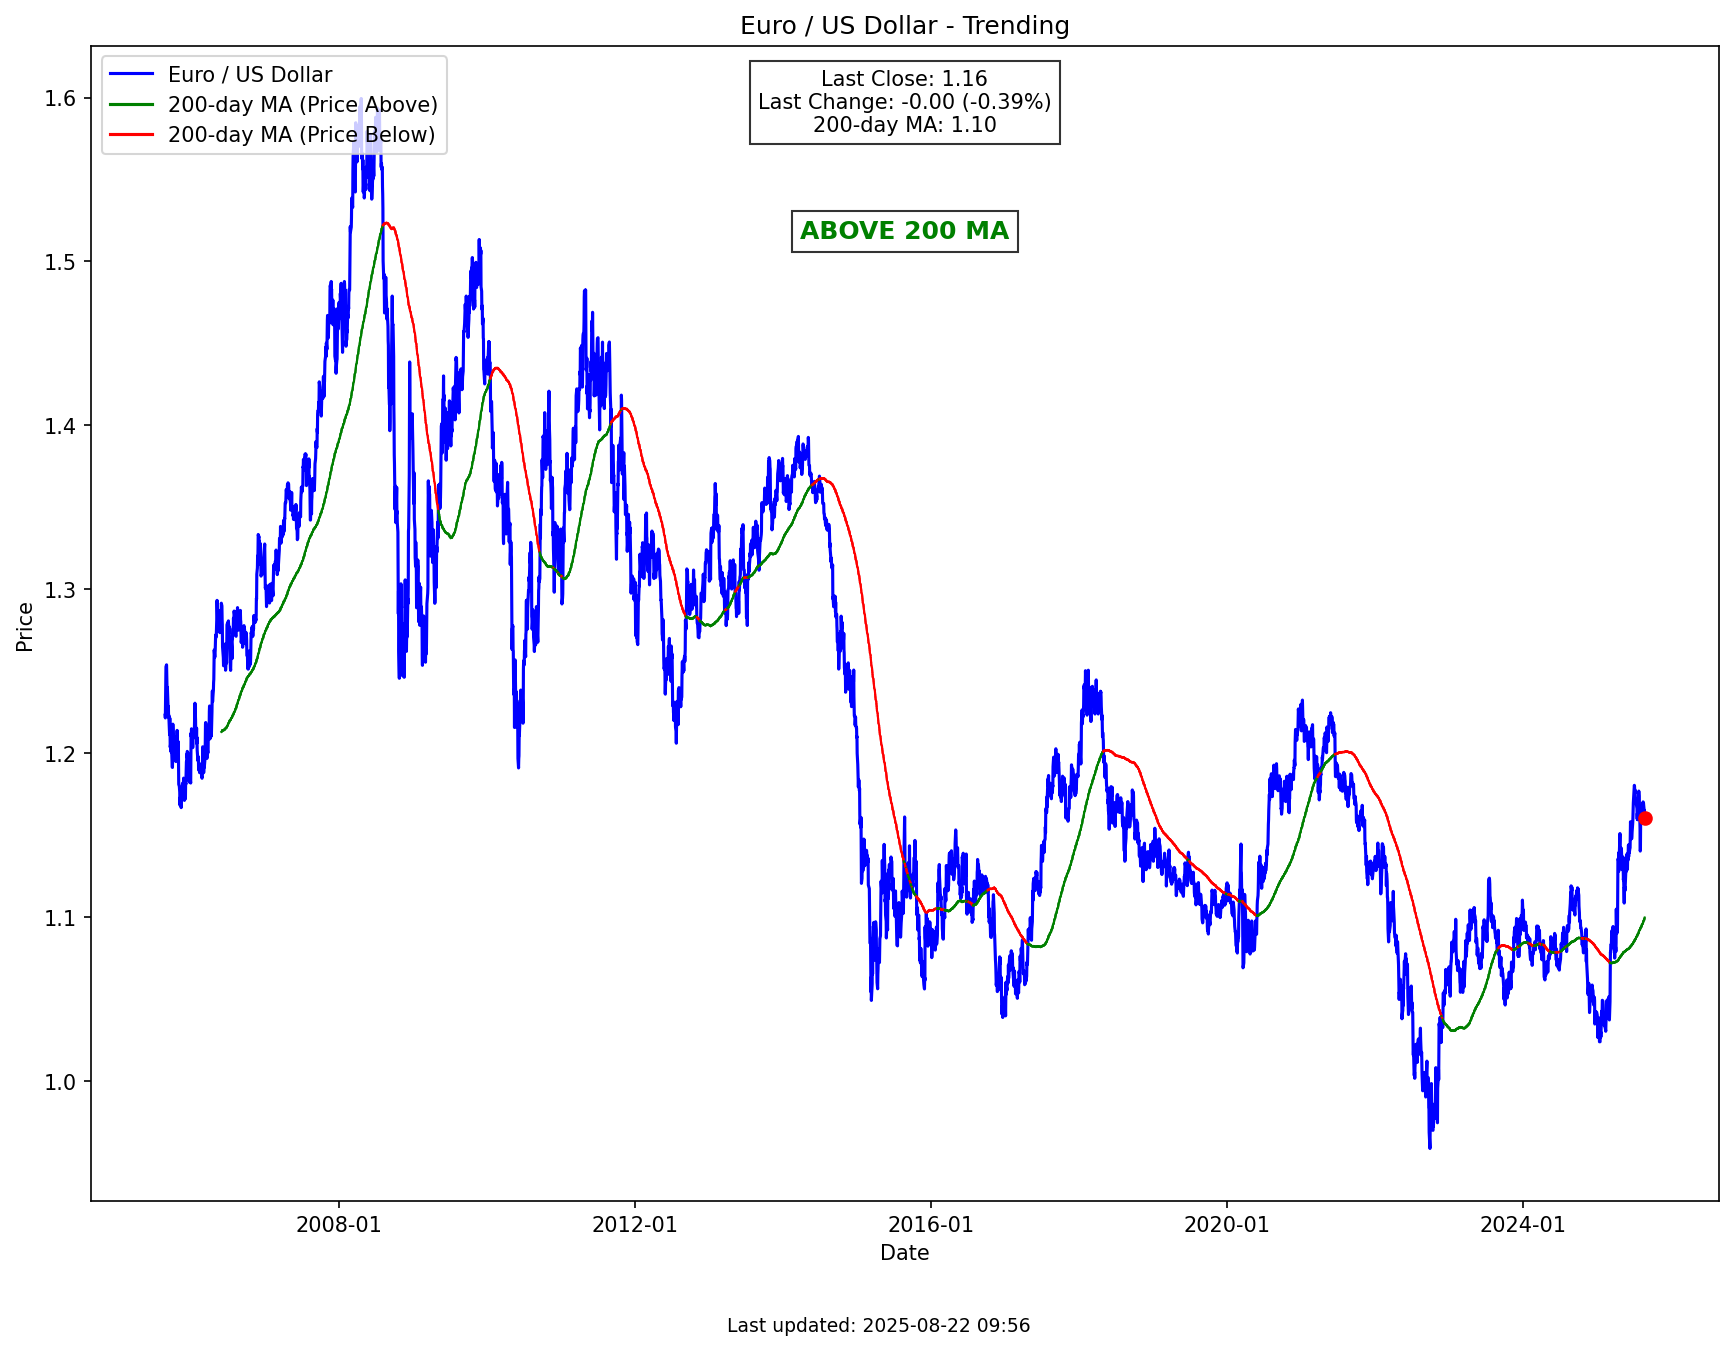 Euro / US Dollar - Trending
Euro / US Dollar
200-day MA (Price Above)
200-day MA (Price Below)
Last Close: 1.16
Last Change: -0.00 (-0.39%)
200-day MA: 1.10
ABOVE 200 MA
Price
1.6
1.5
1.4
1.3
1.2
1.1
1.0
2008-01
2012-01
2016-01
2020-01
2024-01
Date
Last updated: 2025-08-22 09:56